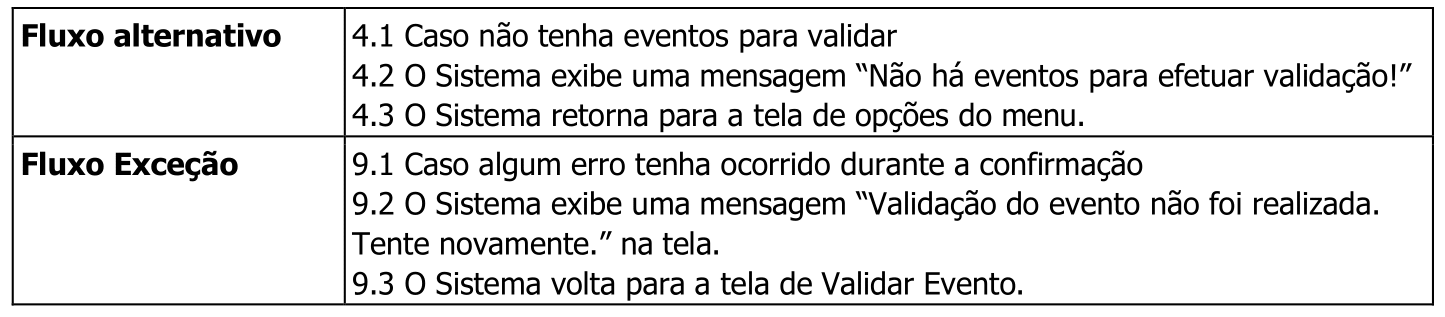 Fluxo alternativo
4.1 Caso não tenha eventos para validar
4.2 O Sistema exibe uma mensagem “Não há eventos para efetuar validação!”
4.3 O Sistema retorna para a tela de opções do menu.
Fluxo Exceção
9.1 Caso algum erro tenha ocorrido durante a confirmação
9.2 O Sistema exibe uma mensagem “Validação do evento não foi realizada.
Tente novamente.” na tela.
9.3 O Sistema volta para a tela de Validar Evento.